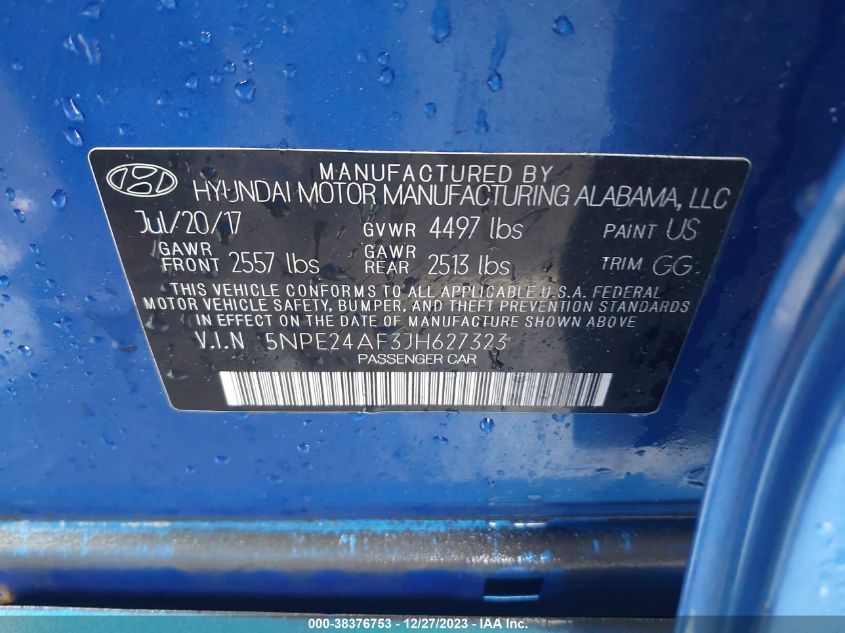 MANUFACTURED BY
HYUNDAI MOTOR MANUFACTURING ALABAMA, LLC
Jul/20/17 GVWR 4497 lbs PAINT US
/GAWR FRONT 2557 lbs GAWR REAR 2513 lbs TRIM GG
THIS VEHICLE CONFORMS TO ALL APPLICABLE U.S.A. FEDERAL
MOTOR VEHICLE SAFETY, BUMPER, AND THEFT PREVENTION STANDARDS
IN EFFECT ON THE DATE OF MANUFACTURE SHOWN ABOVE.
V.I.N 5NPE24AF3JH627323
PASSENGER CAR
000-38376753 - 12/27/2023 - IAA Inc.